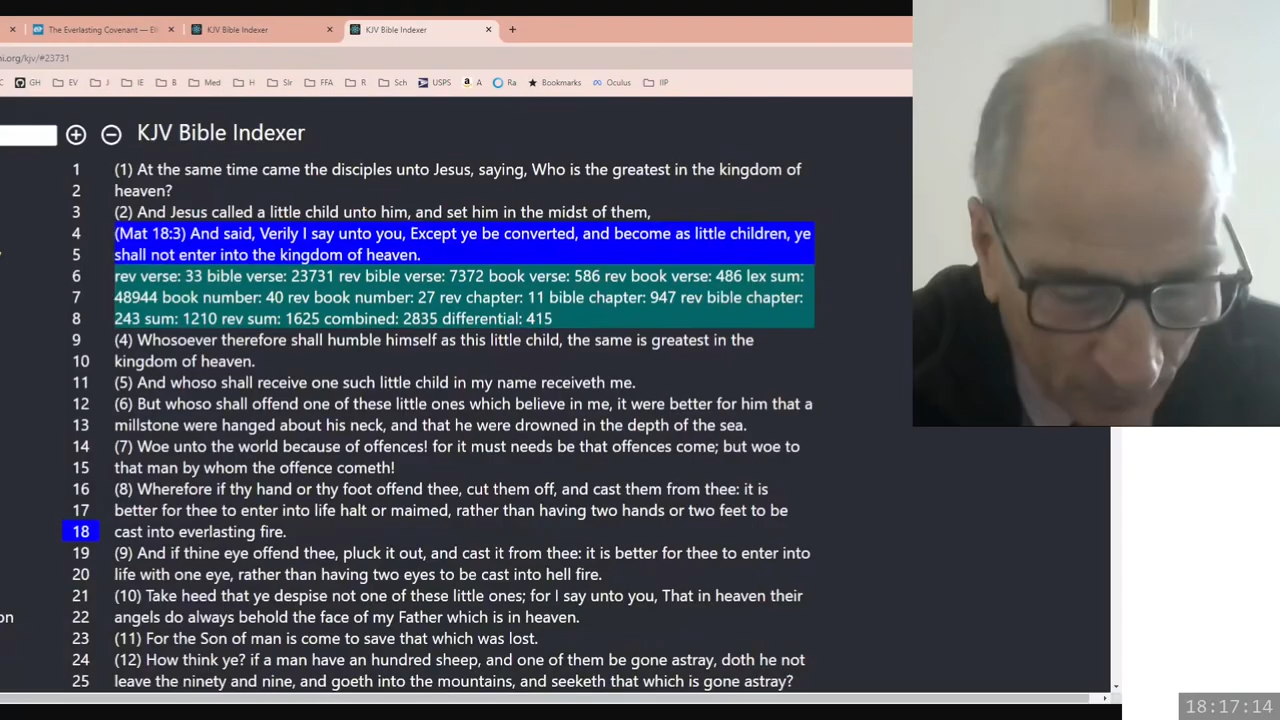 The Everlasting Covenant — Ell
KJV Bible Indexer
KJV Bible Indexer
ni.org/kjv/#23731
C GH EV J IE B Med H Slr FFA R Sch USPS A Ra Bookmarks Oculus IIP
KJV Bible Indexer
1 (1) At the same time came the disciples unto Jesus, saying, Who is the greatest in the kingdom of
2 heaven?
3 (2) And Jesus called a little child unto him, and set him in the midst of them,
4 (Mat 18:3) And said, Verily I say unto you, Except ye be converted, and become as little children, ye
5 shall not enter into the kingdom of heaven.
6 rev verse: 33 bible verse: 23731 rev bible verse: 7372 book verse: 586 rev book verse: 486 lex sum:
7 48944 book number: 40 rev book number: 27 rev chapter: 11 bible chapter: 947 rev bible chapter:
8 243 sum: 1210 rev sum: 1625 combined: 2835 differential: 415
9 (4) Whosoever therefore shall humble himself as this little child, the same is greatest in the
10 kingdom of heaven.
11 (5) And whoso shall receive one such little child in my name receiveth me.
12 (6) But whoso shall offend one of these little ones which believe in me, it were better for him that a
13 millstone were hanged about his neck, and that he were drowned in the depth of the sea.
14 (7) Woe unto the world because of offences! for it must needs be that offences come; but woe to
15 that man by whom the offence cometh!
16 (8) Wherefore if thy hand or thy foot offend thee, cut them off, and cast them from thee: it is
17 better for thee to enter into life halt or maimed, rather than having two hands or two feet to be
18 cast into everlasting fire.
19 (9) And if thine eye offend thee, pluck it out, and cast it from thee: it is better for thee to enter into
20 life with one eye, rather than having two eyes to be cast into hell fire.
21 (10) Take heed that ye despise not one of these little ones; for I say unto you, That in heaven their
on 22 angels do always behold the face of my Father which is in heaven.
23 (11) For the Son of man is come to save that which was lost.
24 (12) How think ye? if a man have an hundred sheep, and one of them be gone astray, doth he not
25 leave the ninety and nine, and goeth into the mountains, and seeketh that which is gone astray?
18:17:14